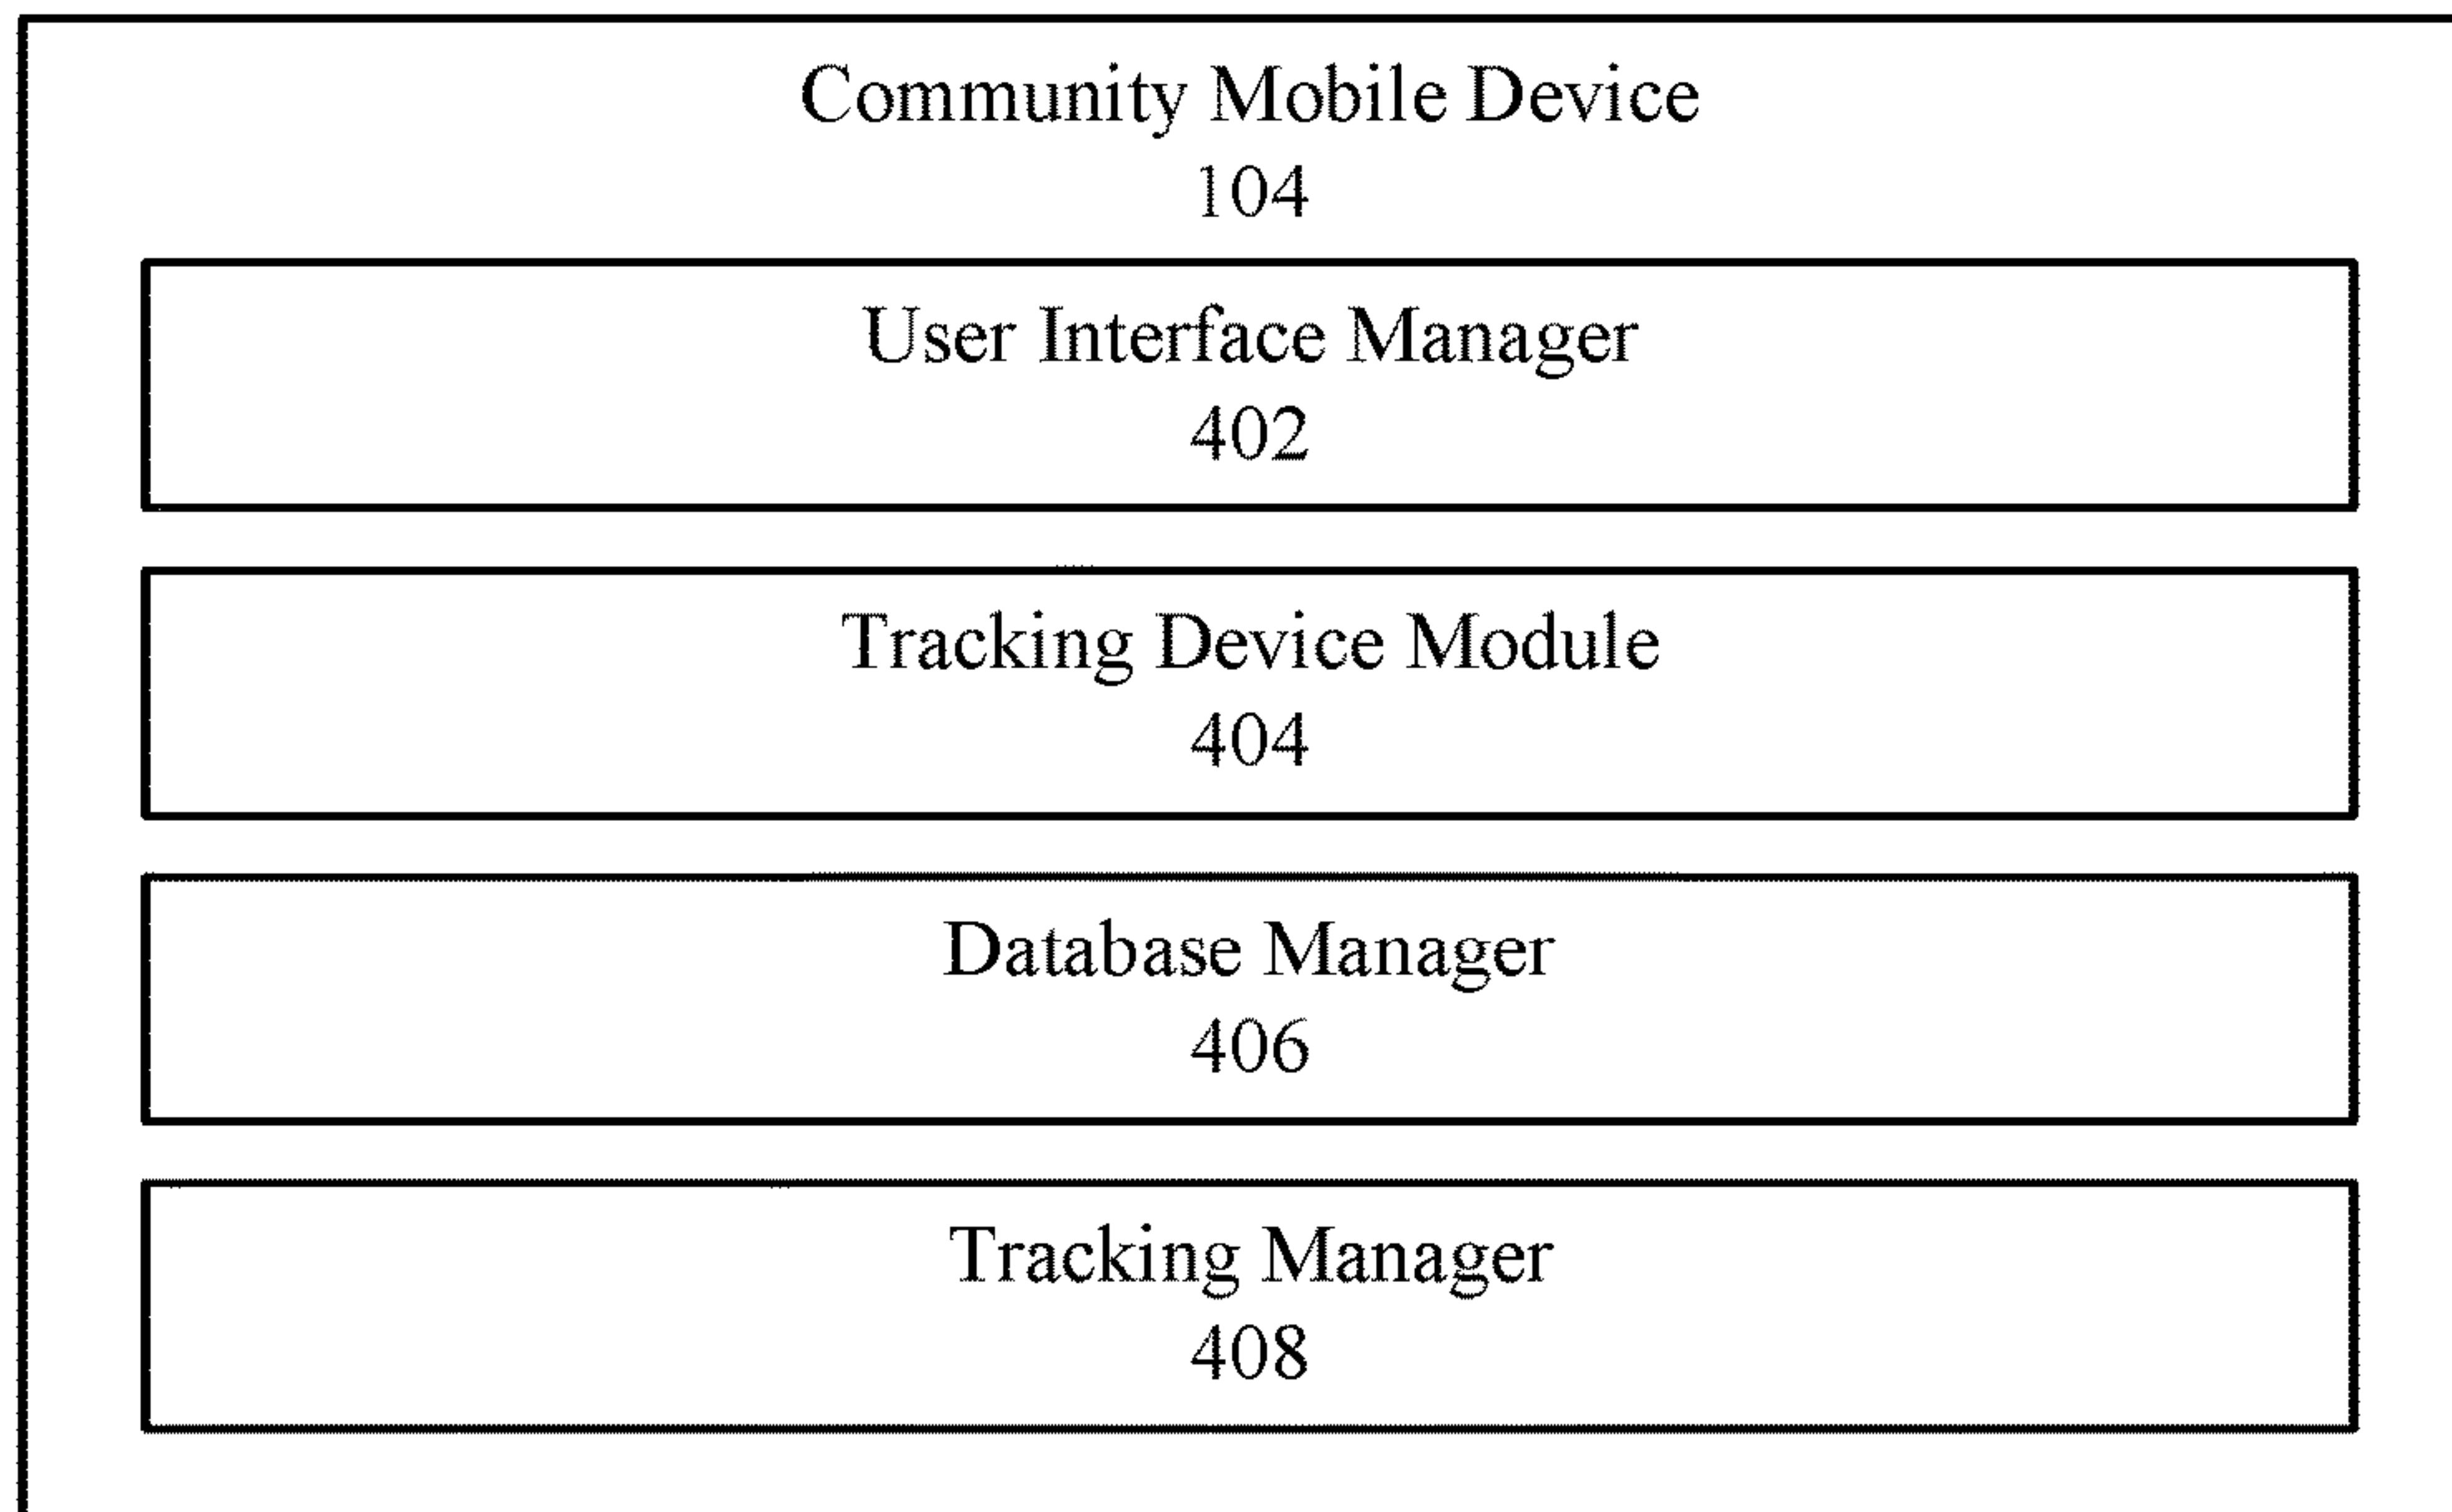 Community Mobile Device
104
User Interface Manager
402
Tracking Device Module
404
Database Manager
406
Tracking Manager
408